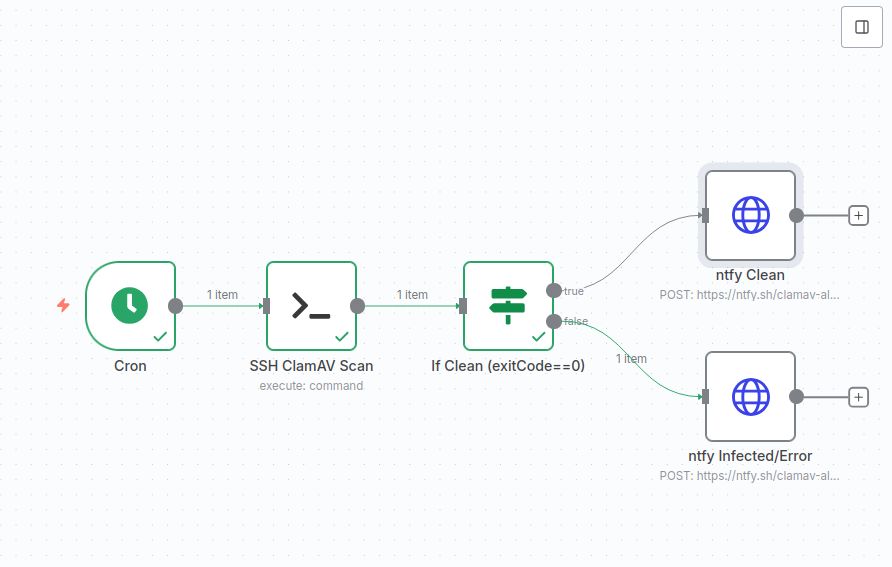 1 item
1 item
true
false
1 item
Cron
SSH ClamAV Scan
execute: command
If Clean (exitCode==0)
ntfy Clean
POST: https://ntfy.sh/clamav-al...
ntfy Infected/Error
POST: https://ntfy.sh/clamav-al...